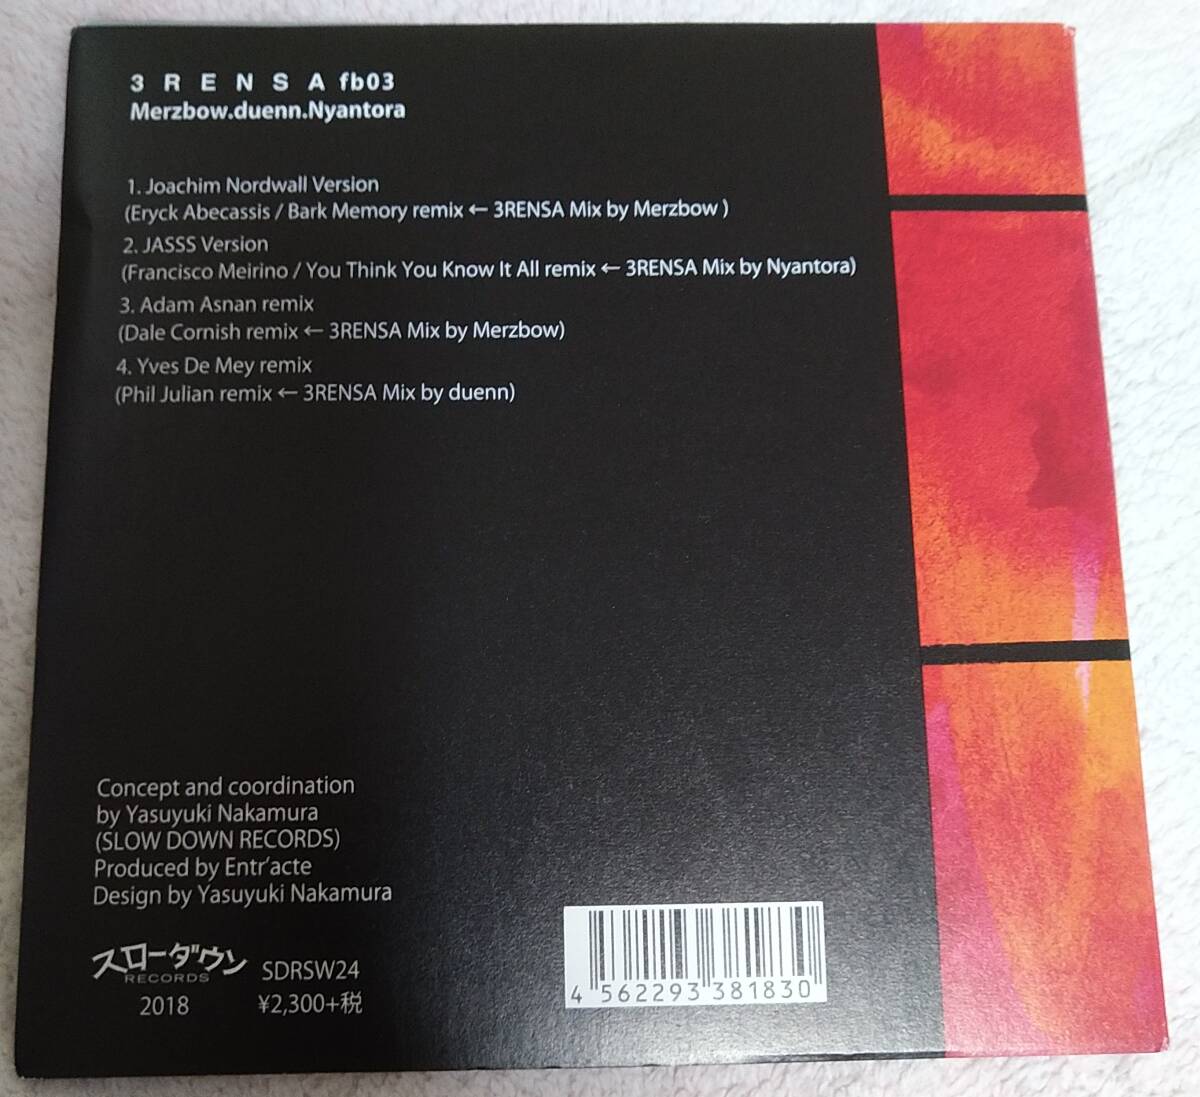 3 R E N S A fb03
Merzbow.duenn.Nyantora
1. Joachim Nordwall Version
(Eryck Abecassis / Bark Memory remix ← 3RENSA Mix by Merzbow )
2. JASSS Version
(Francisco Meirino / You Think You Know It All remix ← 3RENSA Mix by Nyantora)
3. Adam Asnan remix
(Dale Cornish remix ← 3RENSA Mix by Merzbow)
4. Yves De Mey remix
(Phil Julian remix ← 3RENSA Mix by duenn)
Concept and coordination
by Yasuyuki Nakamura
(SLOW DOWN RECORDS)
Produced by Entr'acte
Design by Yasuyuki Nakamura
スローダウン
RECORDS
SDRSW24
2018
¥2,300+税
4 562293 381830